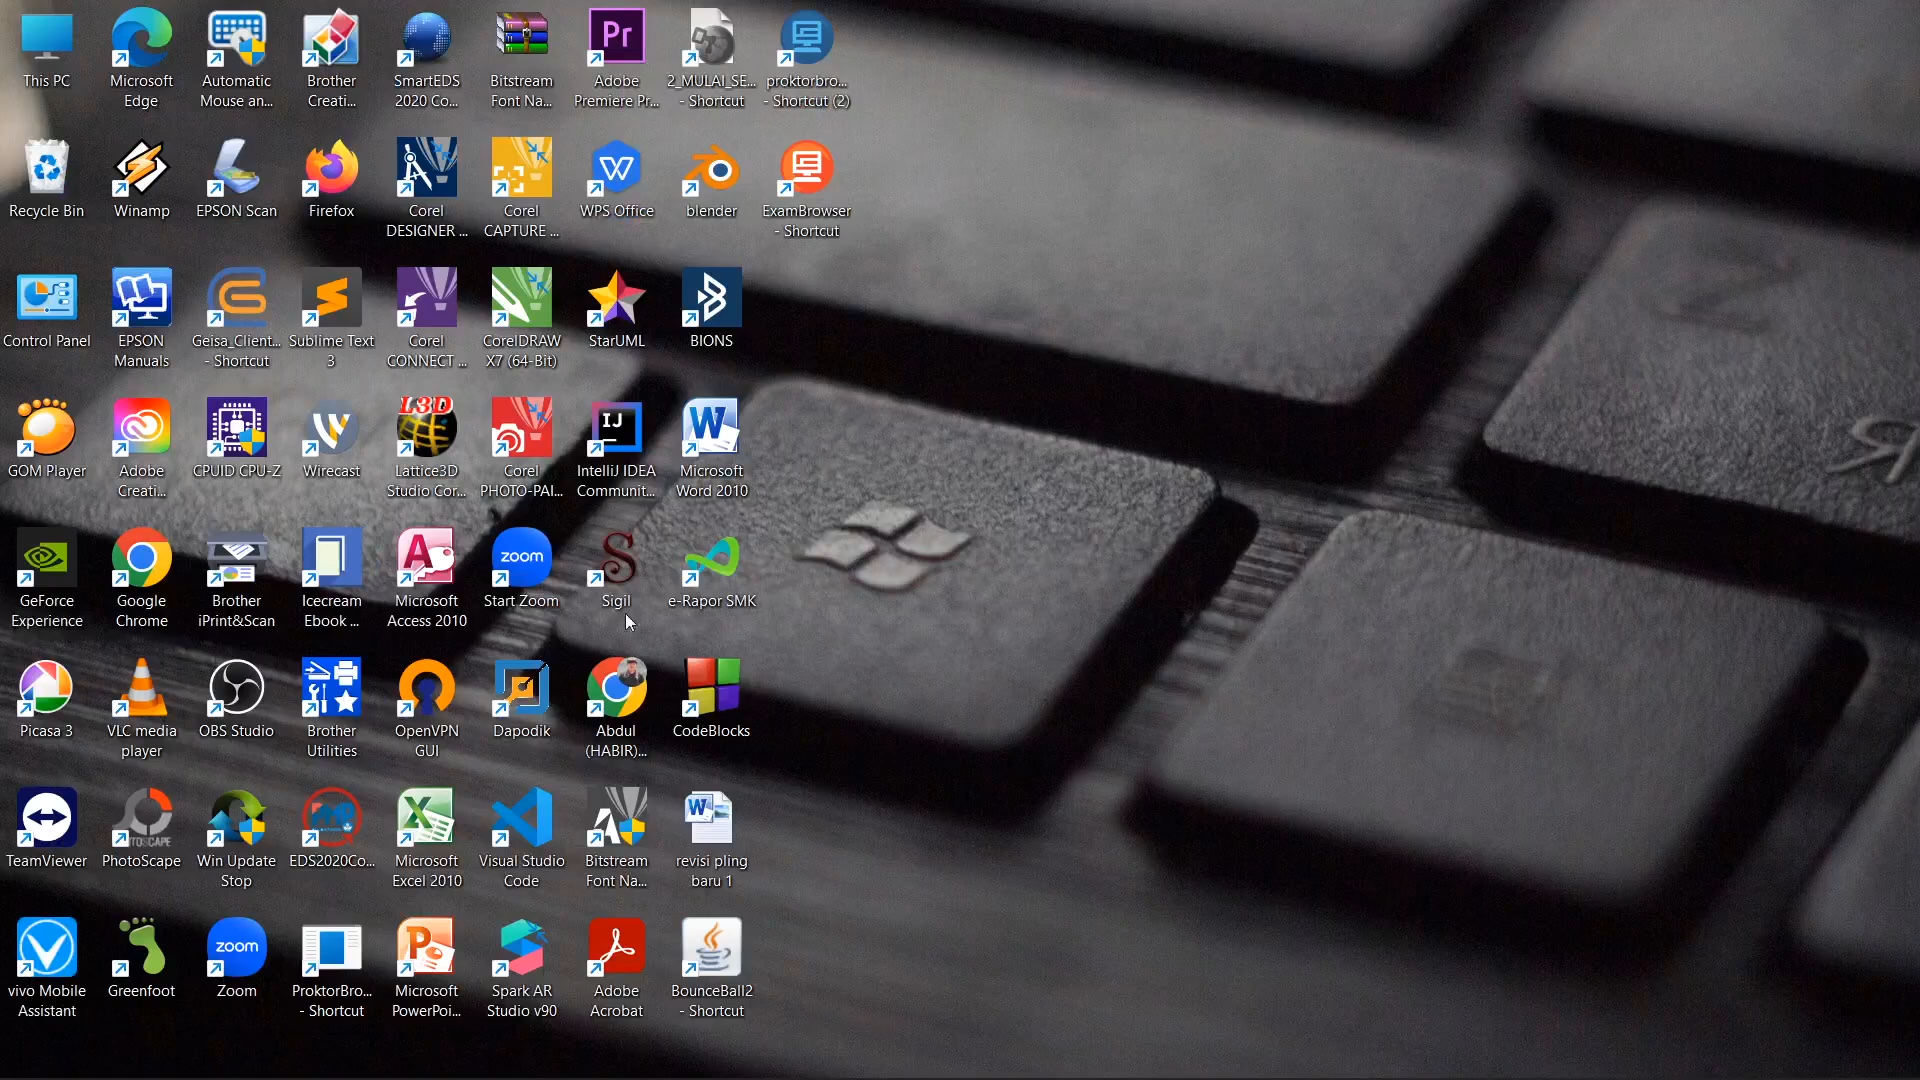 This PC
Microsoft
Edge
Automatic
Mouse an...
Brother
Creati...
SmartEDS
2020 Co...
Bitstream
Font Na...
Pr
Adobe
Premiere Pr...
2_MULAI_SE...
- Shortcut
proktorbro...
- Shortcut (2)
Recycle Bin
Winamp
EPSON Scan
Firefox
Corel
DESIGNER ...
Corel
CAPTURE ...
WPS Office
blender
ExamBrowser
- Shortcut
Control Panel
EPSON
Manuals
Geisa_Client...
- Shortcut
Sublime Text
3
Corel
CONNECT ...
CorelDRAW
X7 (64-Bit)
StarUML
BIONS
GOM Player
Adobe
Creati...
CPUID CPU-Z
Wirecast
L3D
Lattice3D
Studio Cor...
Corel
PHOTO-PAI...
IJ
IntelliJ IDEA
Communit...
W
Microsoft
Word 2010
GeForce
Experience
Google
Chrome
Brother
iPrint&Scan
Icecream
Ebook ...
A
Microsoft
Access 2010
zoom
Start Zoom
S
Sigil
e-Rapor SMK
Picasa 3
VLC media
player
OBS Studio
Brother
Utilities
OpenVPN
GUI
Dapodik
Abdul
(HABIR)...
CodeBlocks
TeamViewer
PhotoScape
Win Update
Stop
EDS2020Co...
X
Microsoft
Excel 2010
Visual Studio
Code
Bitstream
Font Na...
W
revisi pling
baru 1
vivo Mobile
Assistant
Greenfoot
zoom
Zoom
ProktorBro...
- Shortcut
P
Microsoft
PowerPoi...
Spark AR
Studio v90
Adobe
Acrobat
BounceBall2
- Shortcut